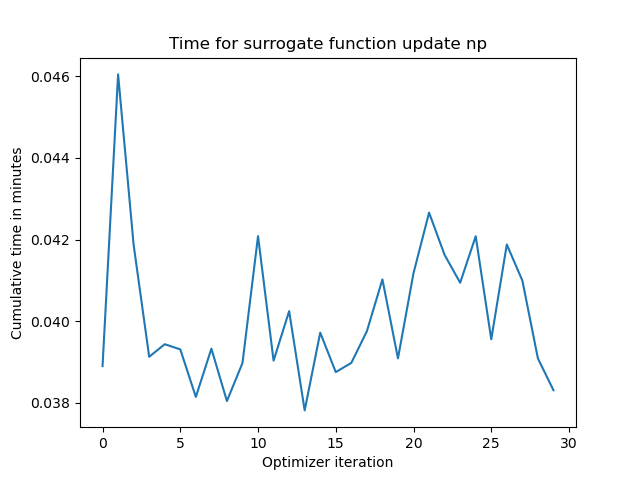 Time for surrogate function update np
0.046
0.044
0.042
0.040
0.038
Cumulative time in minutes
0 5 10 15 20 25 30
Optimizer iteration